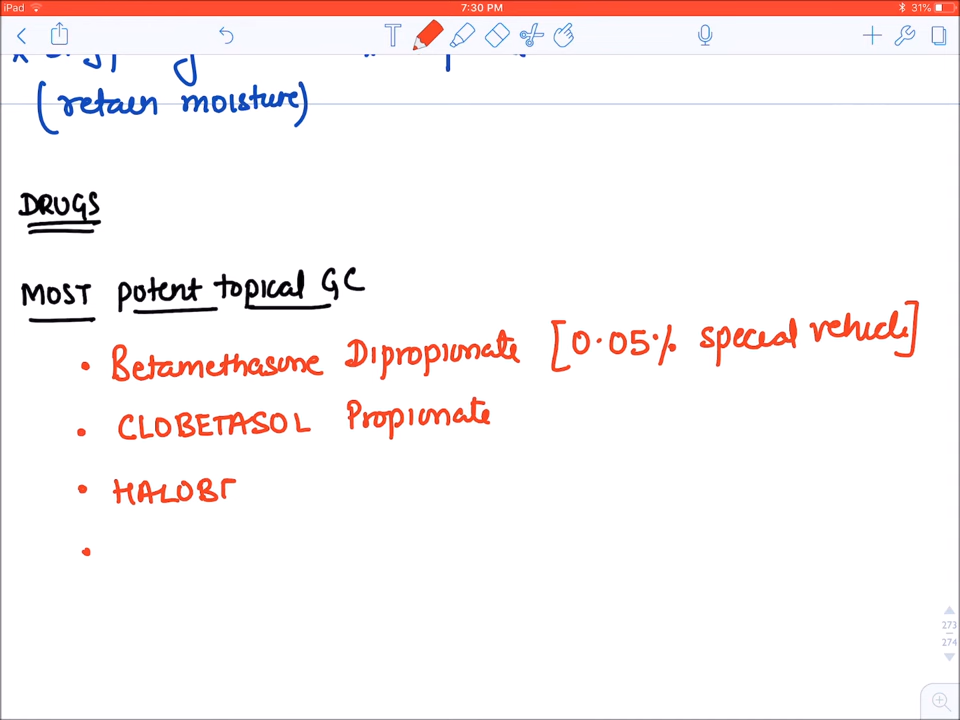 iPad 7:30 PM 31%
T
(retain moisture)
DRUGS
MOST potent topical GC
• Betamethasone Dipropionate [0.05% special vehicle]
• CLOBETASOL Propionate
• HALOB
•
273
274